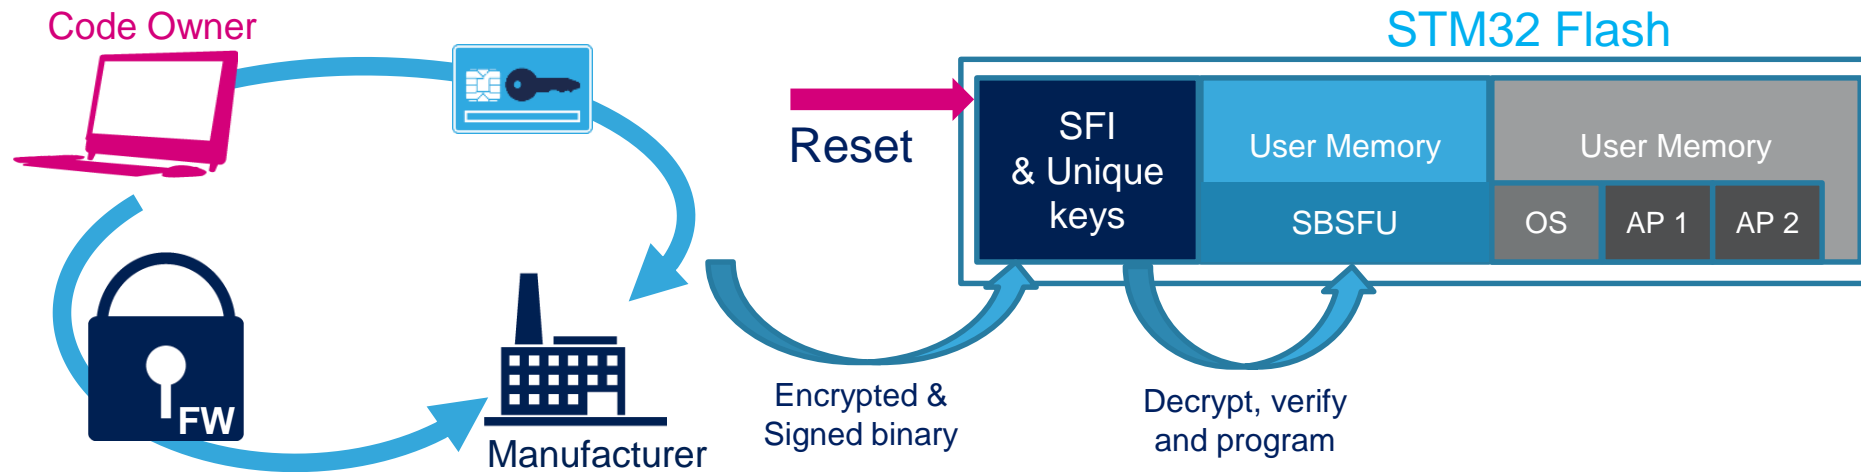 Code Owner
FW
Manufacturer
Encrypted &
Signed binary
Reset
STM32 Flash
SFI
& Unique
keys
User Memory
SBSFU
User Memory
OS
AP 1
AP 2
Decrypt, verify
and program